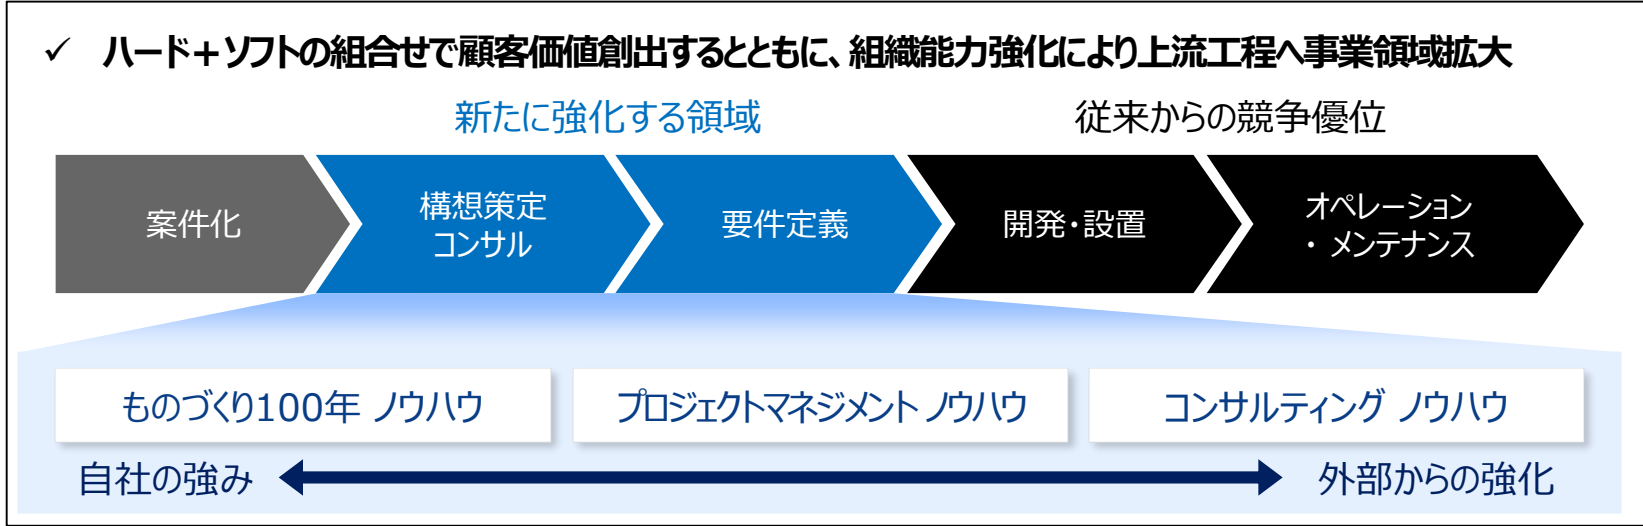 ✓ ハード+ソフトの組合せで顧客価値創出するとともに、組織能力強化により上流工程へ事業領域拡大
新たに強化する領域
従来からの競争優位
案件化
構想策定
コンサル
要件定義
開発・設置
オペレーション
・メンテナンス
ものづくり100年 ノウハウ
プロジェクトマネジメント ノウハウ
コンサルティング ノウハウ
自社の強み
外部からの強化